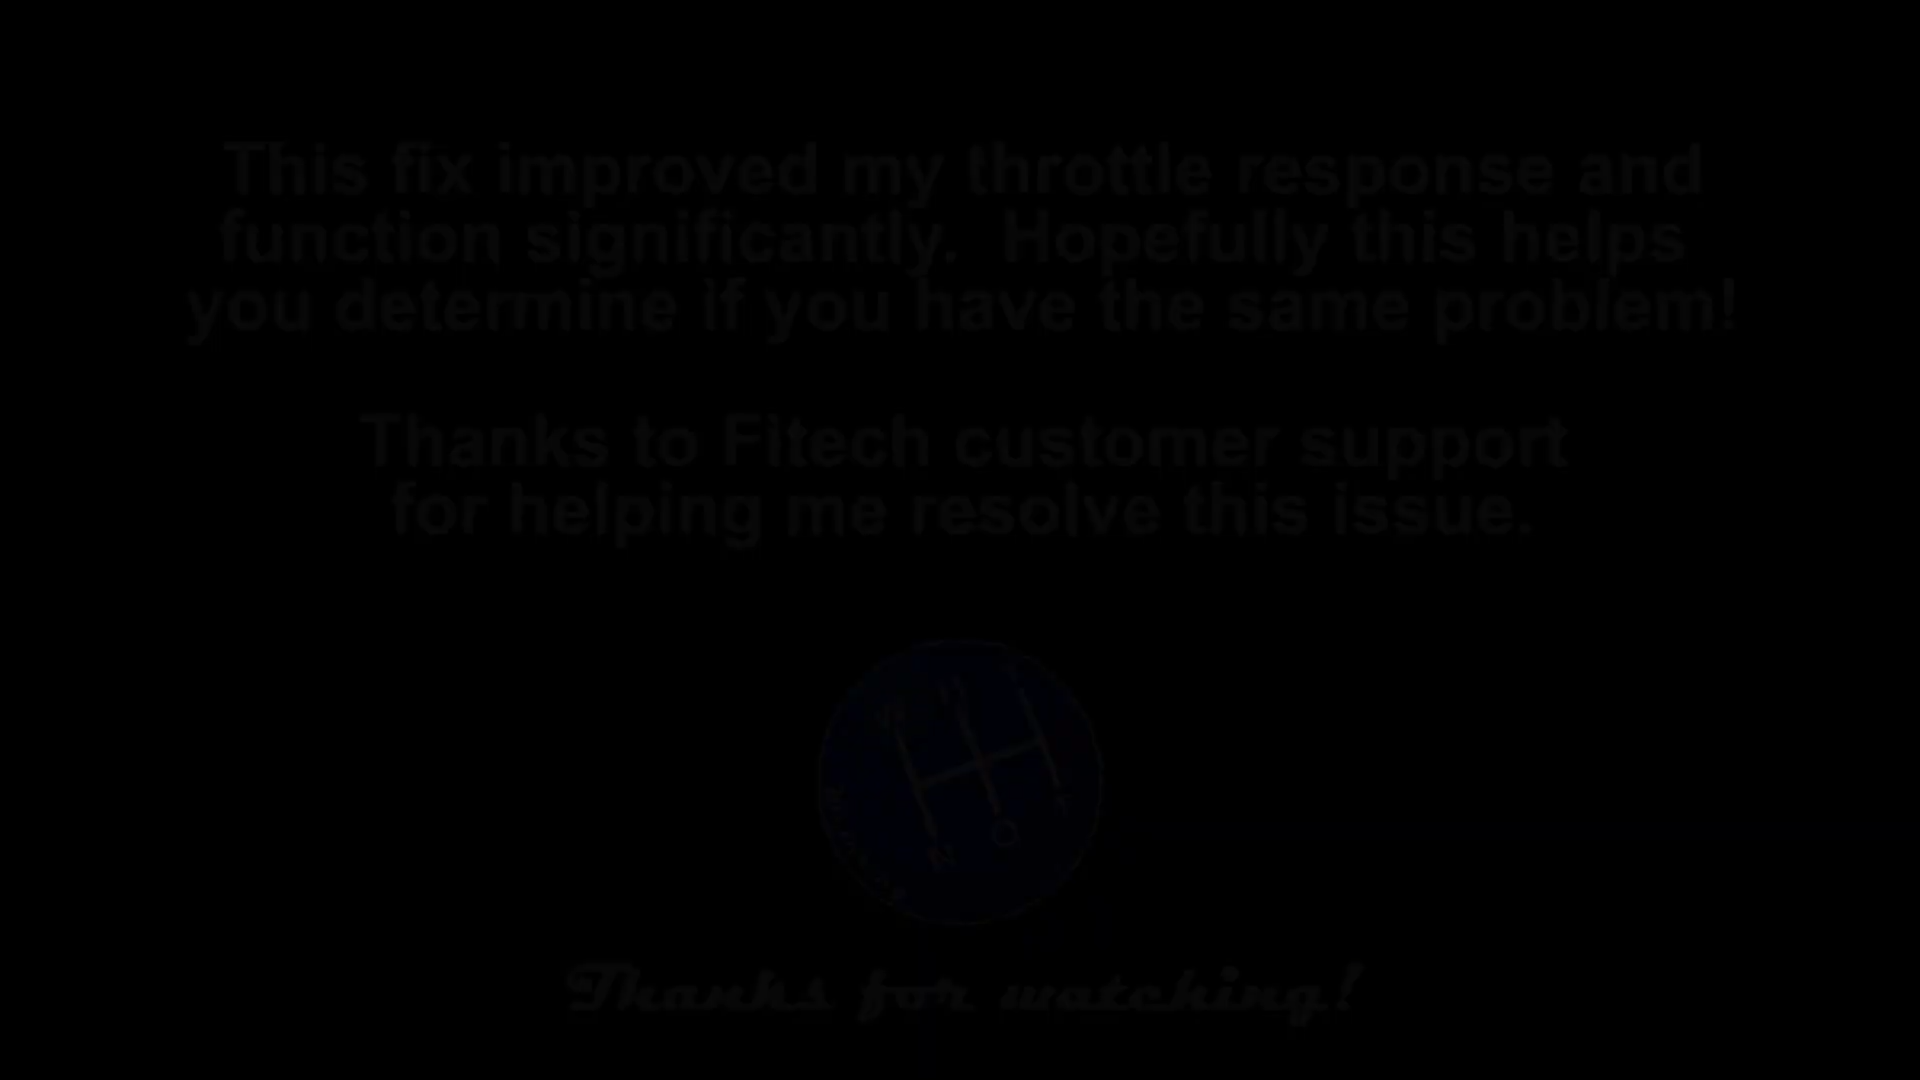 This fix improved my throttle response and
function significantly.  Hopefully this helps
you determine if you have the same problem!
Thanks to Fitech customer support
for helping me resolve this issue.
Thanks for watching!